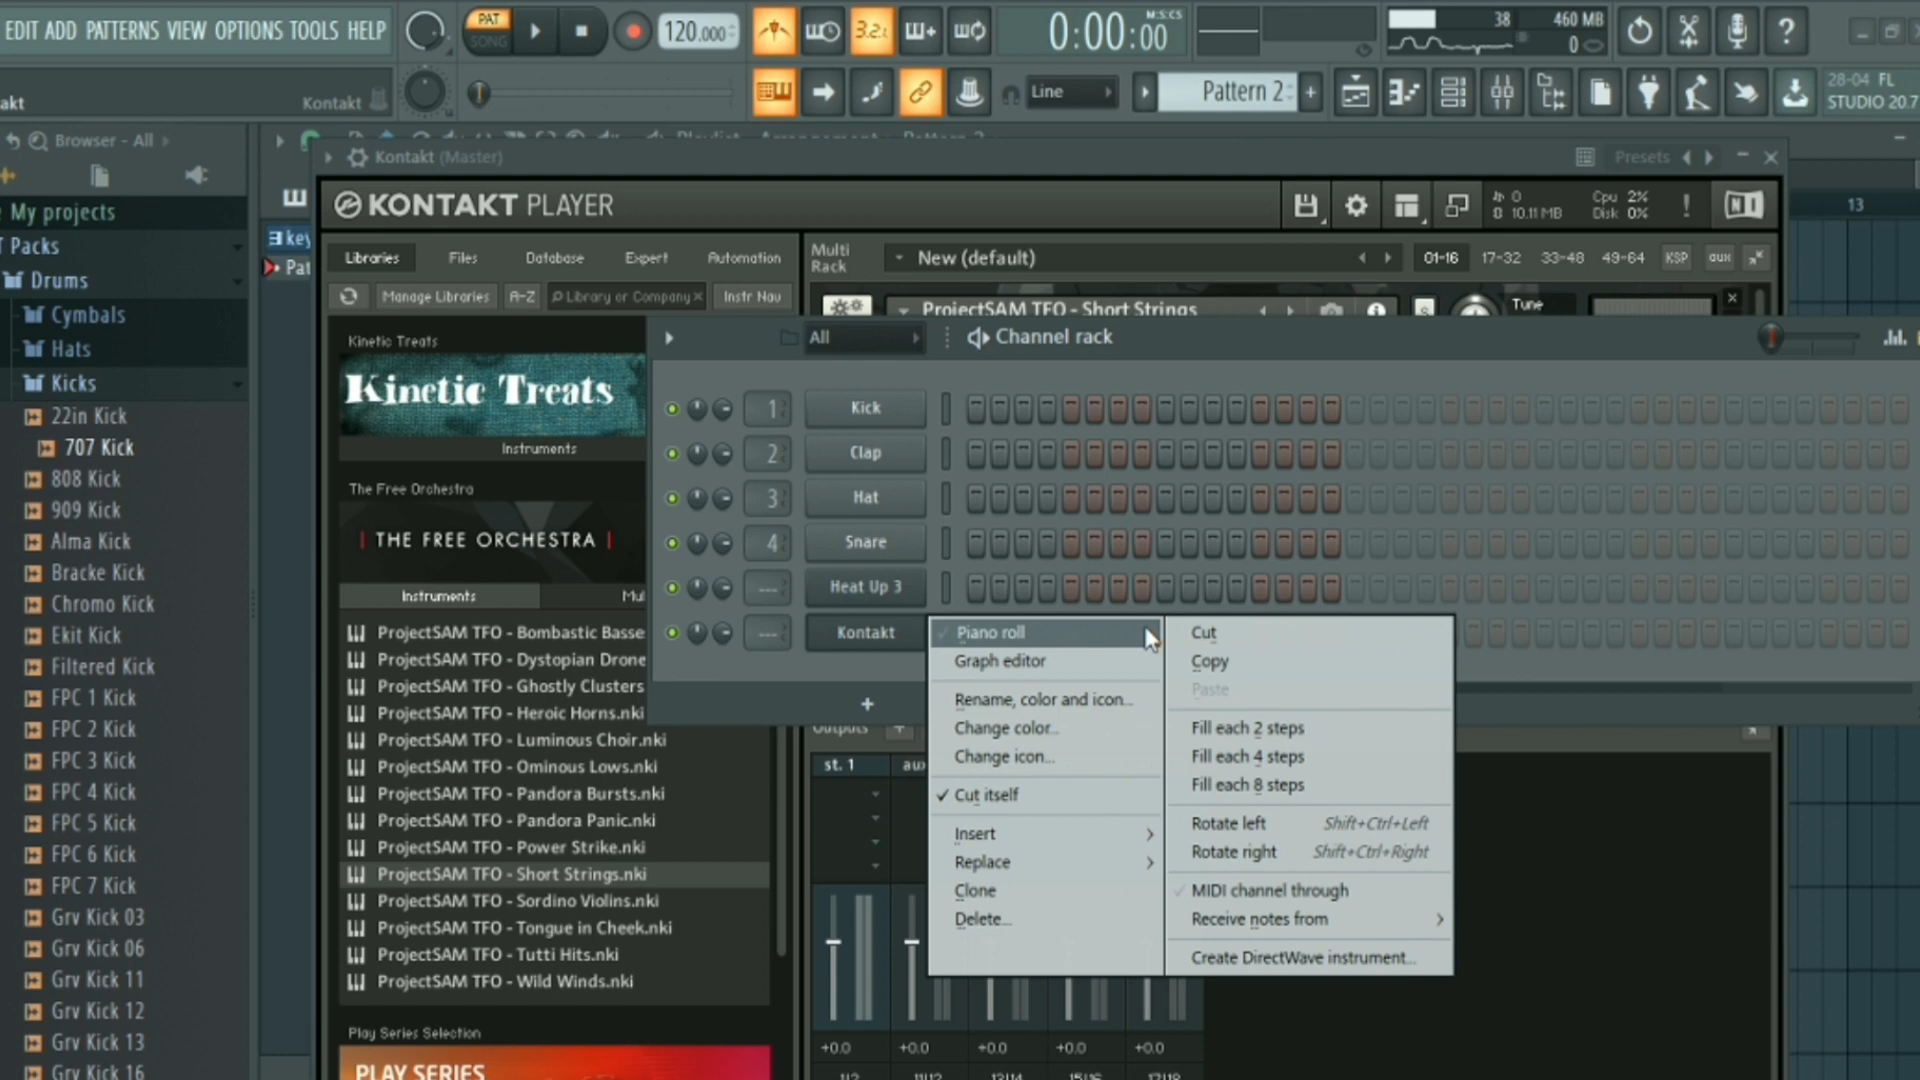 EDIT ADD PATTERNS VIEW OPTIONS TOOLS HELP
PAT
SONG
120.000
3.2.1
0:00:00
M:S:CS
38
460 MB
0
akt
Kontakt
Line
Pattern 2
28-04 FL
STUDIO 20.7
Browser - All
My projects
Packs
Drums
Cymbals
Hats
Kicks
22in Kick
707 Kick
808 Kick
909 Kick
Alma Kick
Bracke Kick
Chromo Kick
Ekit Kick
Filtered Kick
FPC 1 Kick
FPC 2 Kick
FPC 3 Kick
FPC 4 Kick
FPC 5 Kick
FPC 6 Kick
FPC 7 Kick
Grv Kick 03
Grv Kick 06
Grv Kick 11
Grv Kick 12
Grv Kick 13
Grv Kick 16
key
Pat
13
Kontakt (Master)
Presets
KONTAKT PLAYER
0
10.11 MB
Cpu 2%
Disk 0%
!
NI
Libraries
Files
Database
Expert
Automation
Manage Libraries
A-Z
Library or Company
Instr Nav
Multi
Rack
New (default)
01-16
17-32
33-48
49-64
KSP
aux
ProjectSAM TFO - Short Strings
S
Tune
Kinetic Treats
Kinetic Treats
Instruments
The Free Orchestra
THE FREE ORCHESTRA
Instruments
Mul
ProjectSAM TFO - Bombastic Basse
ProjectSAM TFO - Dystopian Drone
ProjectSAM TFO - Ghostly Clusters
ProjectSAM TFO - Heroic Horns.nki
ProjectSAM TFO - Luminous Choir.nki
ProjectSAM TFO - Ominous Lows.nki
ProjectSAM TFO - Pandora Bursts.nki
ProjectSAM TFO - Pandora Panic.nki
ProjectSAM TFO - Power Strike.nki
ProjectSAM TFO - Short Strings.nki
ProjectSAM TFO - Sordino Violins.nki
ProjectSAM TFO - Tongue in Cheek.nki
ProjectSAM TFO - Tutti Hits.nki
ProjectSAM TFO - Wild Winds.nki
Play Series Selection
PLAY SERIES
All
Channel rack
1
Kick
2
Clap
3
Hat
4
Snare
---
Heat Up 3
---
Kontakt
+
Outputs
st. 1
au
+0.0
+0.0
+0.0
+0.0
+0.0
Piano roll
Graph editor
Rename, color and icon...
Change color...
Change icon...
Cut itself
Insert
Replace
Clone
Delete...
Cut
Copy
Paste
Fill each 2 steps
Fill each 4 steps
Fill each 8 steps
Rotate left Shift+Ctrl+Left
Rotate right Shift+Ctrl+Right
MIDI channel through
Receive notes from
Create DirectWave instrument...